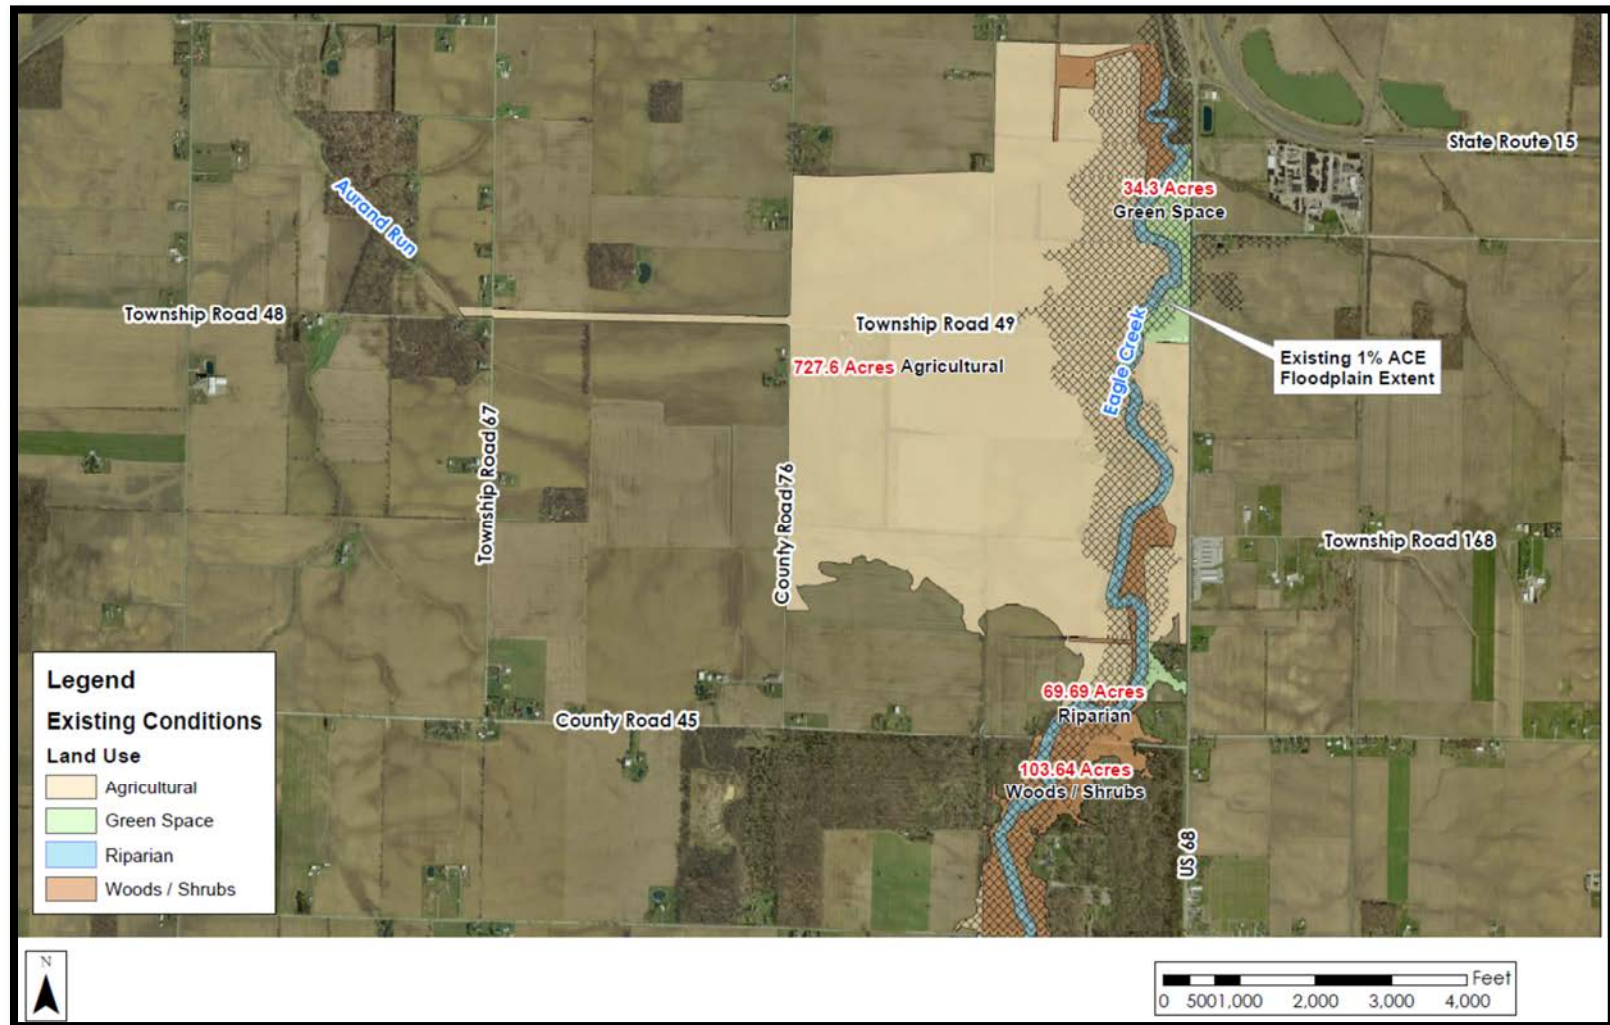 State Route 15
34.3 Acres
Green Space
Aurand Run
Township Road 48
Township Road 49
Eagle Creek
Existing 1% ACE
Floodplain Extent
727.6 Acres Agricultural
Township Road 67
County Road 76
Township Road 168
69.69 Acres
Riparian
County Road 45
103.64 Acres
Woods / Shrubs
US 68
Legend
Existing Conditions
Land Use
Agricultural
Green Space
Riparian
Woods / Shrubs
N
Feet
0 500 1,000 2,000 3,000 4,000